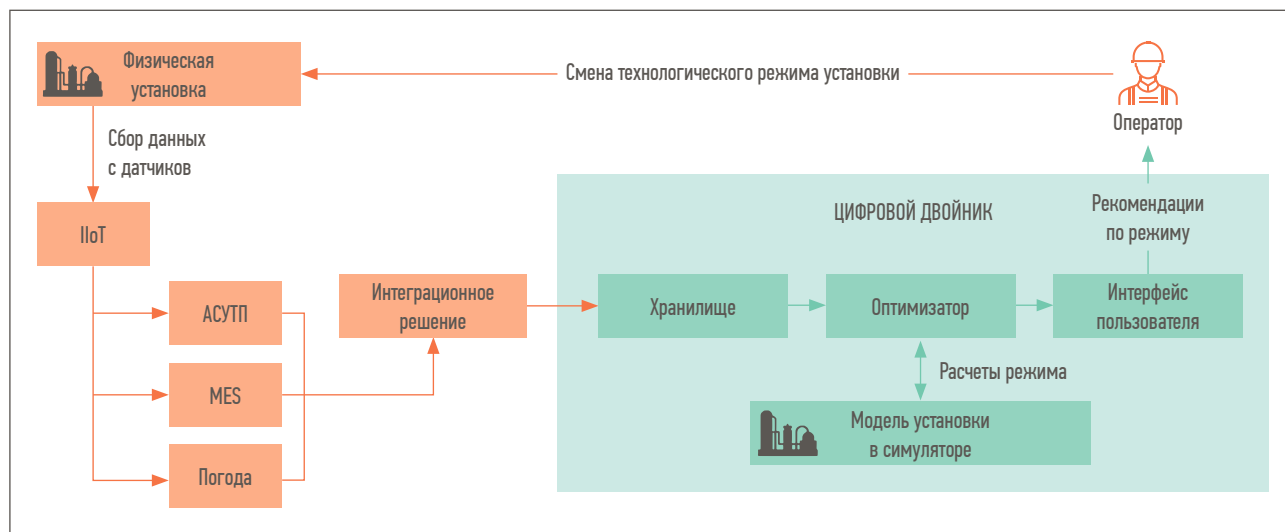 Физическая
установка
Смена технологического режима установки
Оператор
Сбор данных
с датчиков
IIoT
АСУТП
MES
Погода
Интеграционное
решение
ЦИФРОВОЙ ДВОЙНИК
Рекомендации
по режиму
Хранилище
Оптимизатор
Интерфейс
пользователя
Расчеты режима
Модель установки
в симуляторе